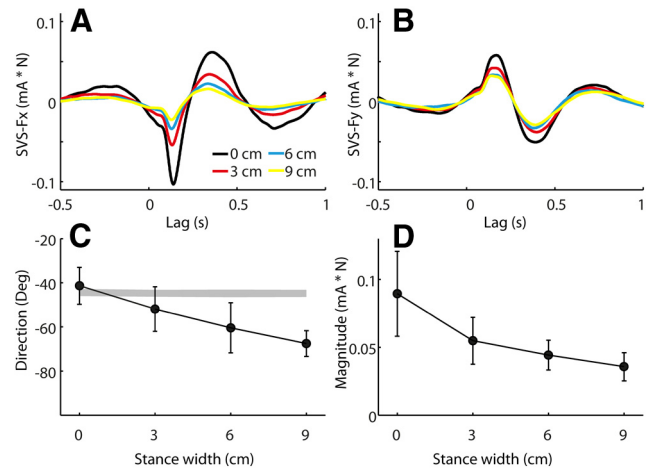 A
B
0.1
0
-0.1
SVS-Fx (mA * N)
0 cm
6 cm
3 cm
9 cm
-0.5
0
0.5
1
Lag (s)
0.1
0
-0.1
SVS-Fy (mA * N)
-0.5
0
0.5
1
Lag (s)
C
D
-20
-40
-60
-80
Direction (Deg)
0
3
6
9
Stance width (cm)
0.1
0.05
0
Magnitude (mA * N)
0
3
6
9
Stance width (cm)